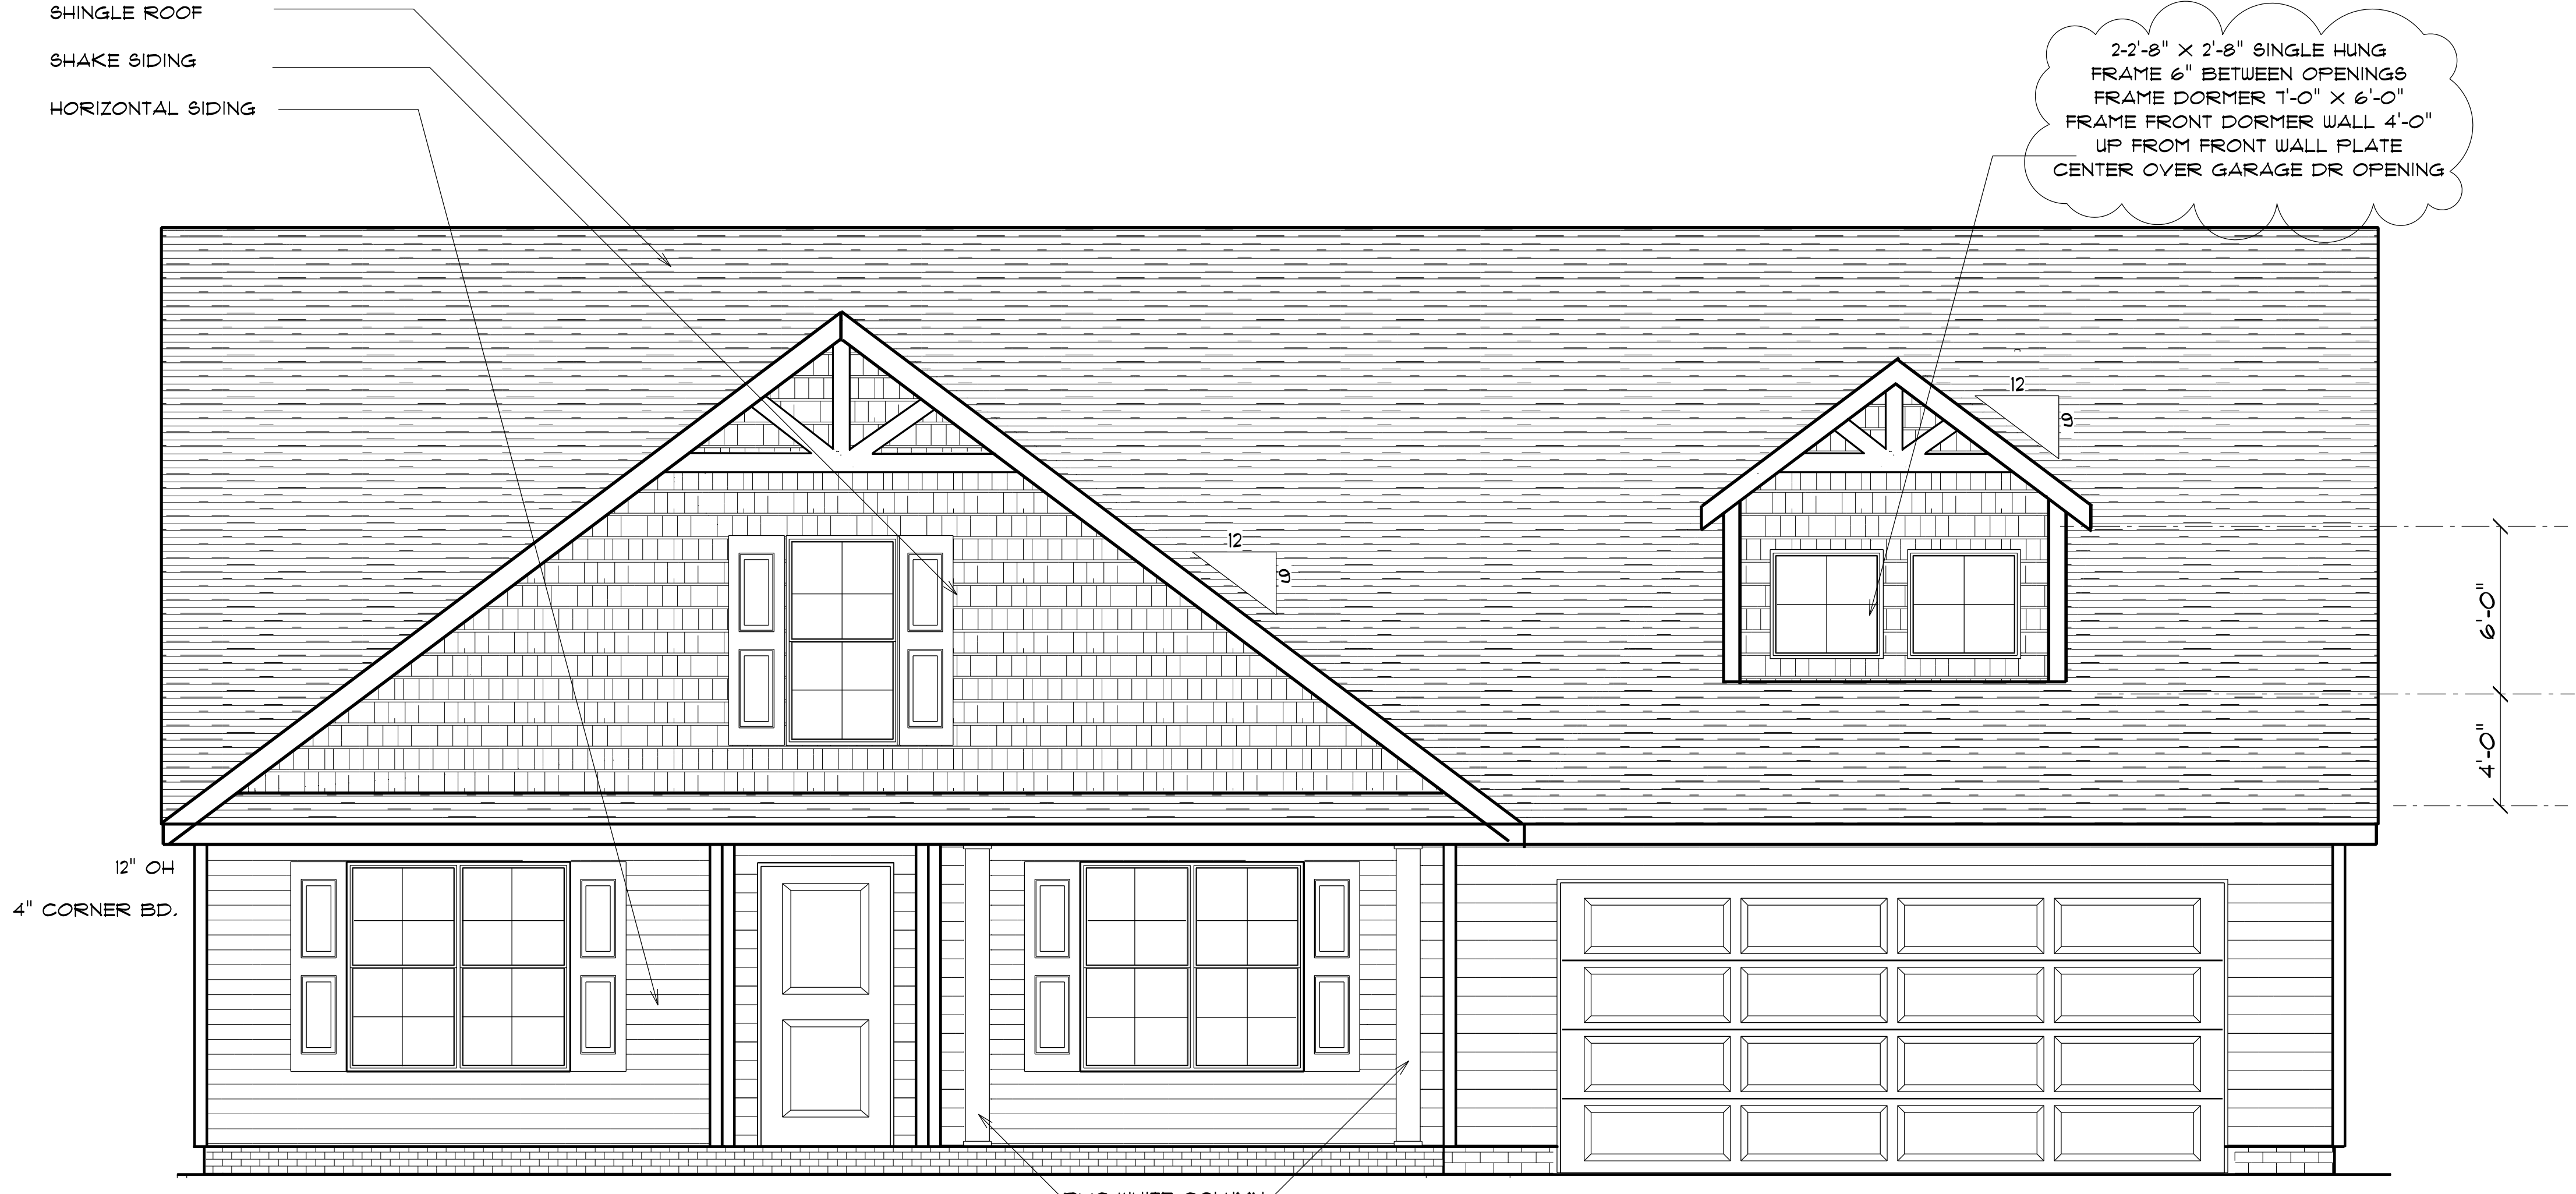 SHINGLE ROOF
SHAKE SIDING
HORIZONTAL SIDING
2-2'-8" X 2'-8" SINGLE HUNG
FRAME 6" BETWEEN OPENINGS
FRAME DORMER 7'-0" X 6'-0"
FRAME FRONT DORMER WALL 4'-0"
UP FROM FRONT WALL PLATE
CENTER OVER GARAGE DR OPENING
12
9
12
9
6'-0"
4'-0"
12" OH
4" CORNER BD.
WHITE COLUMN